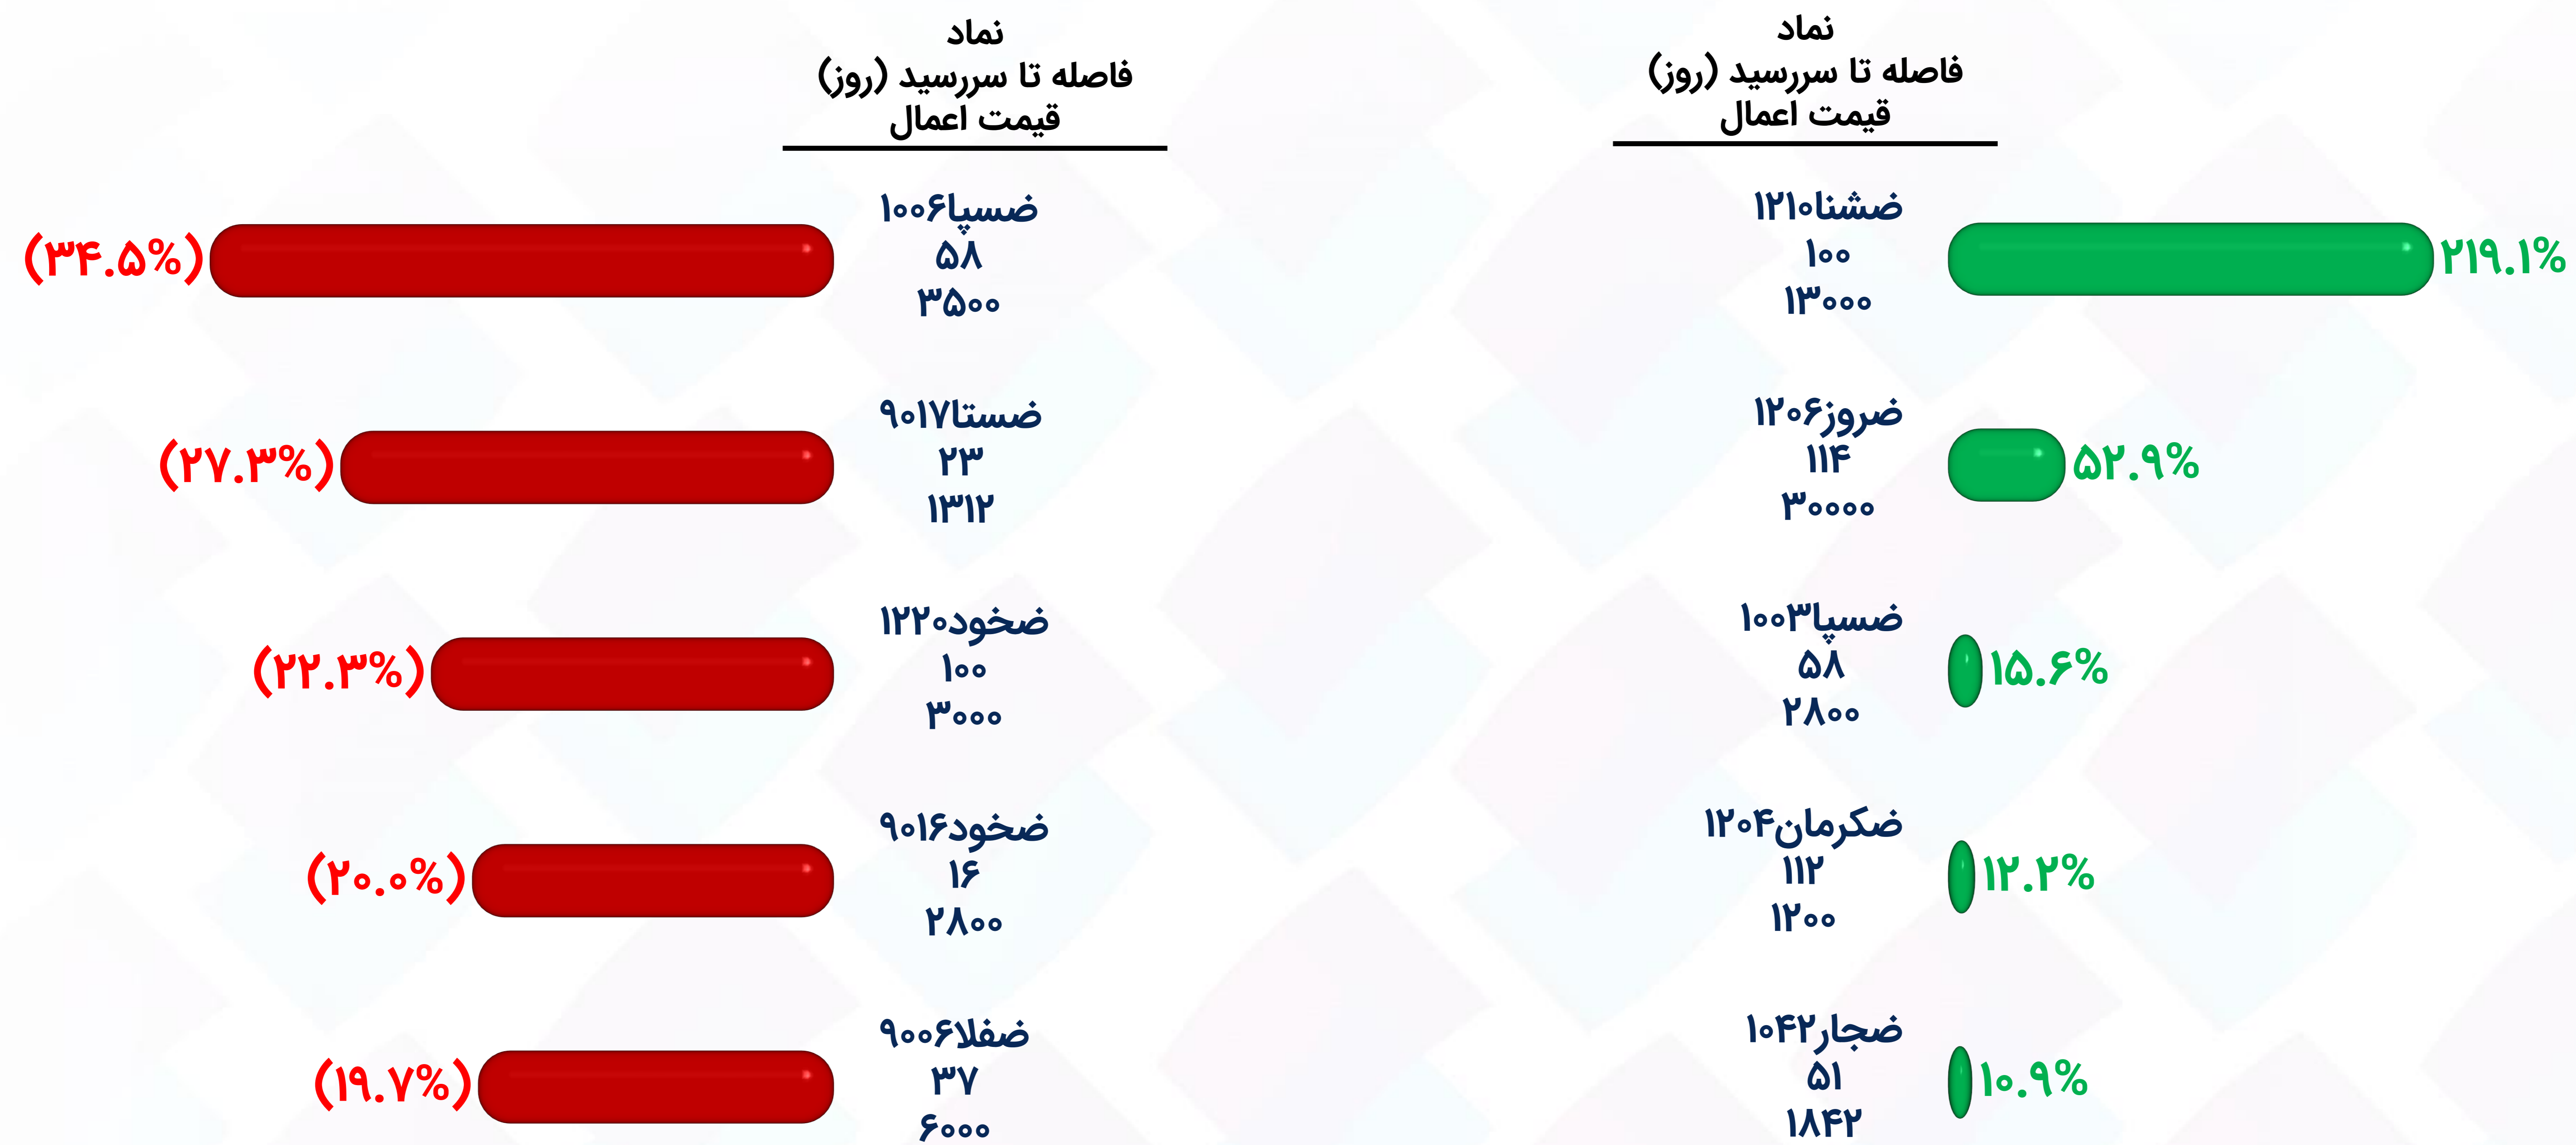 نماد
فاصله تا سررسید (روز)
قیمت اعمال
ضشنا۱۲۱۰
۱۰۰
۱۳۰۰۰
۲۱۹.۱%
ضروز۱۲۰۶
۱۱۴
۳۰۰۰۰
۵۲.۹%
ضسپا۱۰۰۳
۵۸
۲۸۰۰
۱۵.۶%
ضکرمان۱۲۰۴
۱۱۲
۱۲۰۰
۱۲.۲%
ضجار۱۰۴۲
۵۱
۱۸۴۲
۱۰.۹%
نماد
فاصله تا سررسید (روز)
قیمت اعمال
ضسپا۱۰۰۶
۵۸
۳۵۰۰
(۳۴.۵%)
ضستا۹۰۱۷
۲۳
۱۳۱۲
(۲۷.۳%)
ضخود۱۲۲۰
۱۰۰
۳۰۰۰
(۲۲.۳%)
ضخود۹۰۱۶
۱۶
۲۸۰۰
(۲۰.۰%)
ضفلا۹۰۰۶
۳۷
۶۰۰۰
(۱۹.۷%)